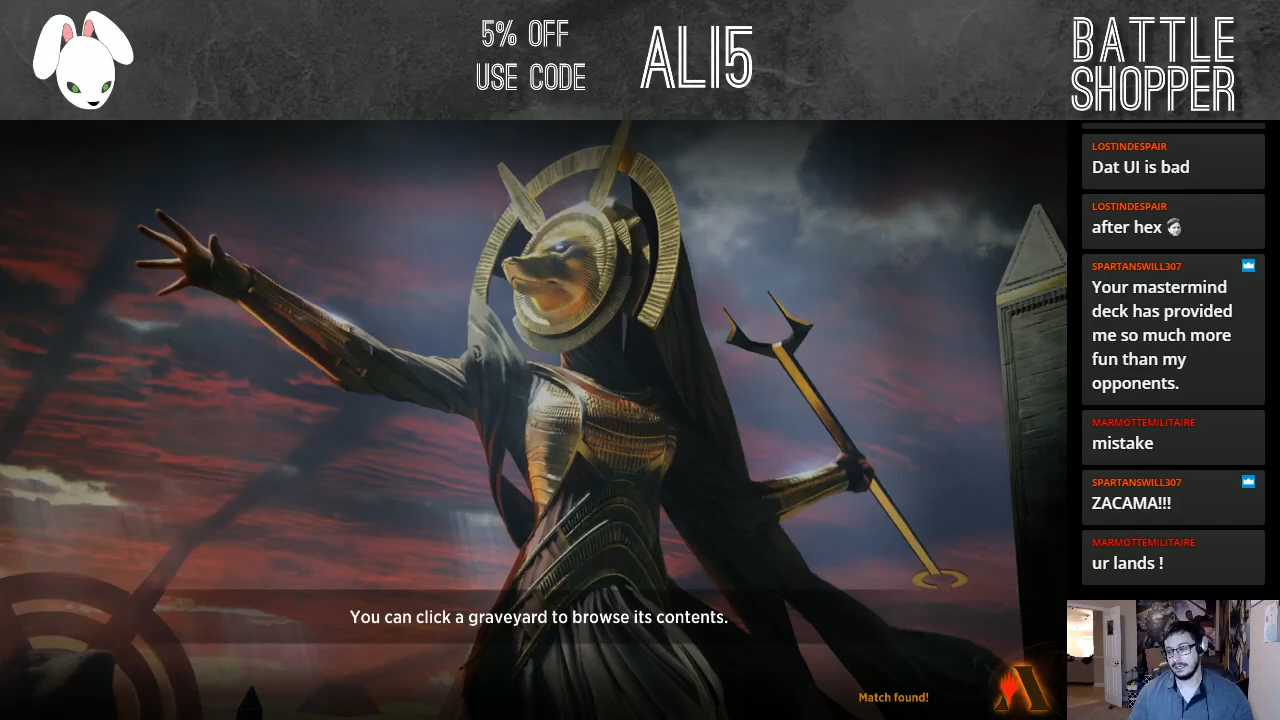 5% OFF
USE CODE
ALI5
BATTLE
SHOPPER
LOSTINDESPAIR
Dat UI is bad
LOSTINDESPAIR
after hex
SPARTANSWILL307
Your mastermind
deck has provided
me so much more
fun than my
opponents.
MARMOTTEMILITAIRE
mistake
SPARTANSWILL307
ZACAMA!!!
MARMOTTEMILITAIRE
ur lands !
You can click a graveyard to browse its contents.
Match found!